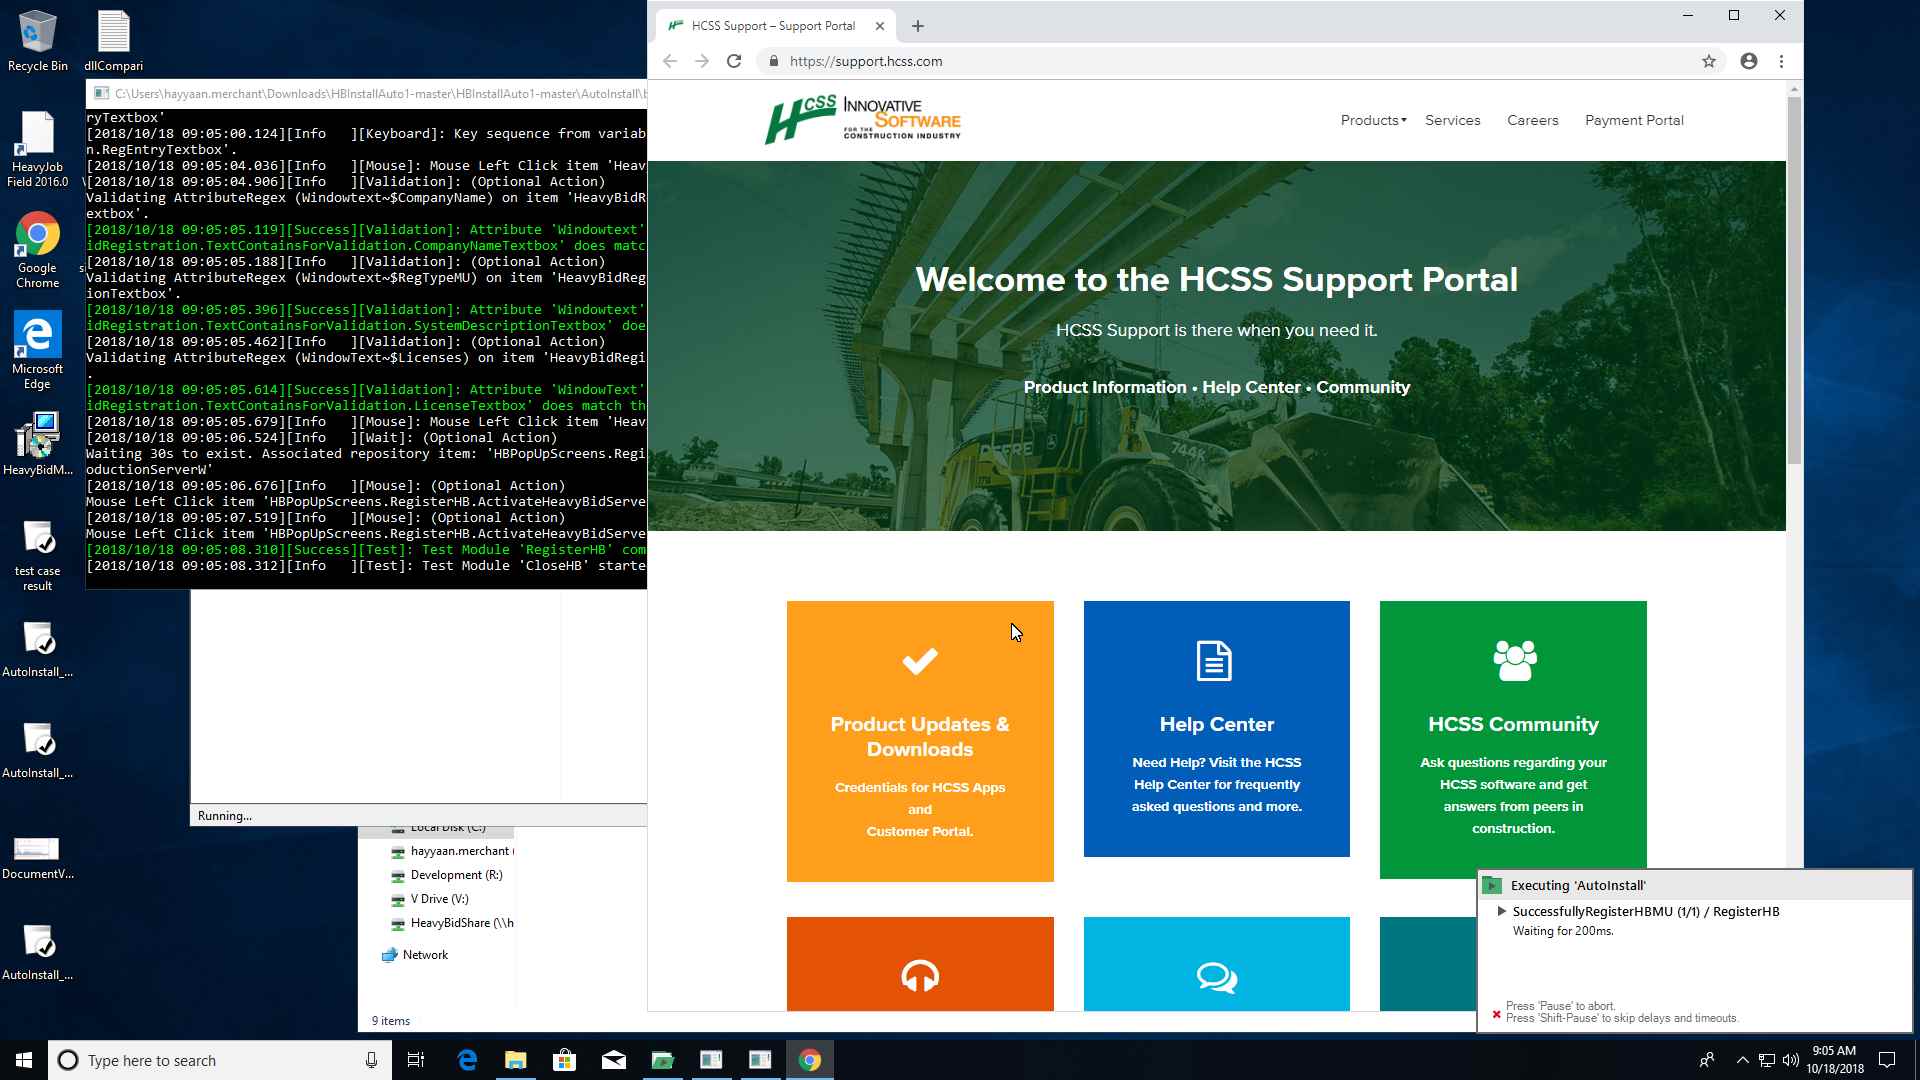 Recycle Bin
dllCompari
HeavyJob
Field 2016.0
Google
Chrome
Microsoft
Edge
HeavyBidM...
test case
result
AutoInstall_...
AutoInstall_...
DocumentV...
AutoInstall_...
C:\Users\hayyaan.merchant\Downloads\HBInstallAuto1-master\HBInstallAuto1-master\AutoInstall\
ryTextbox'
[2018/10/18 09:05:00.124][Info   ][Keyboard]: Key sequence from variab
n.RegEntryTextbox'.
[2018/10/18 09:05:04.036][Info   ][Mouse]: Mouse Left Click item 'Heav
[2018/10/18 09:05:04.906][Info   ][Validation]: (Optional Action)
Validating AttributeRegex (Windowtext~$CompanyName) on item 'HeavyBidR
extbox'.
[2018/10/18 09:05:05.119][Success][Validation]: Attribute 'Windowtext'
idRegistration.TextContainsForValidation.CompanyNameTextbox' does matc
[2018/10/18 09:05:05.188][Info   ][Validation]: (Optional Action)
Validating AttributeRegex (Windowtext~$RegTypeMU) on item 'HeavyBidReg
ionTextbox'.
[2018/10/18 09:05:05.396][Success][Validation]: Attribute 'Windowtext'
idRegistration.TextContainsForValidation.SystemDescriptionTextbox' doe
[2018/10/18 09:05:05.462][Info   ][Validation]: (Optional Action)
Validating AttributeRegex (WindowText~$Licenses) on item 'HeavyBidRegi
.
[2018/10/18 09:05:05.614][Success][Validation]: Attribute 'WindowText'
idRegistration.TextContainsForValidation.LicenseTextbox' does match th
[2018/10/18 09:05:05.679][Info   ][Mouse]: Mouse Left Click item 'Heav
[2018/10/18 09:05:06.524][Info   ][Wait]: (Optional Action)
Waiting 30s to exist. Associated repository item: 'HBPopUpScreens.Regi
oductionServerW'
[2018/10/18 09:05:06.676][Info   ][Mouse]: (Optional Action)
Mouse Left Click item 'HBPopUpScreens.RegisterHB.ActivateHeavyBidServe
[2018/10/18 09:05:07.519][Info   ][Mouse]: (Optional Action)
Mouse Left Click item 'HBPopUpScreens.RegisterHB.ActivateHeavyBidServe
[2018/10/18 09:05:08.310][Success][Test]: Test Module 'RegisterHB' com
[2018/10/18 09:05:08.312][Info   ][Test]: Test Module 'CloseHB' starte
Running...
Local Disk (C:)
hayyaan.merchant (
Development (R:)
V Drive (V:)
HeavyBidShare (\\h
Network
9 items
HCSS Support – Support Portal
https://support.hcss.com
HCSS INNOVATIVE
SOFTWARE
FOR THE
CONSTRUCTION INDUSTRY
Products
Services
Careers
Payment Portal
Welcome to the HCSS Support Portal
HCSS Support is there when you need it.
Product Information • Help Center • Community
DEERE
744K
Product Updates &
Downloads
Credentials for HCSS Apps
and
Customer Portal.
Help Center
Need Help? Visit the HCSS
Help Center for frequently
asked questions and more.
HCSS Community
Ask questions regarding your
HCSS software and get
answers from peers in
construction.
Executing 'AutoInstall'
SuccessfullyRegisterHBMU (1/1) / RegisterHB
Waiting for 200ms.
Press 'Pause' to abort.
Press 'Shift-Pause' to skip delays and timeouts.
Type here to search
9:05 AM
10/18/2018